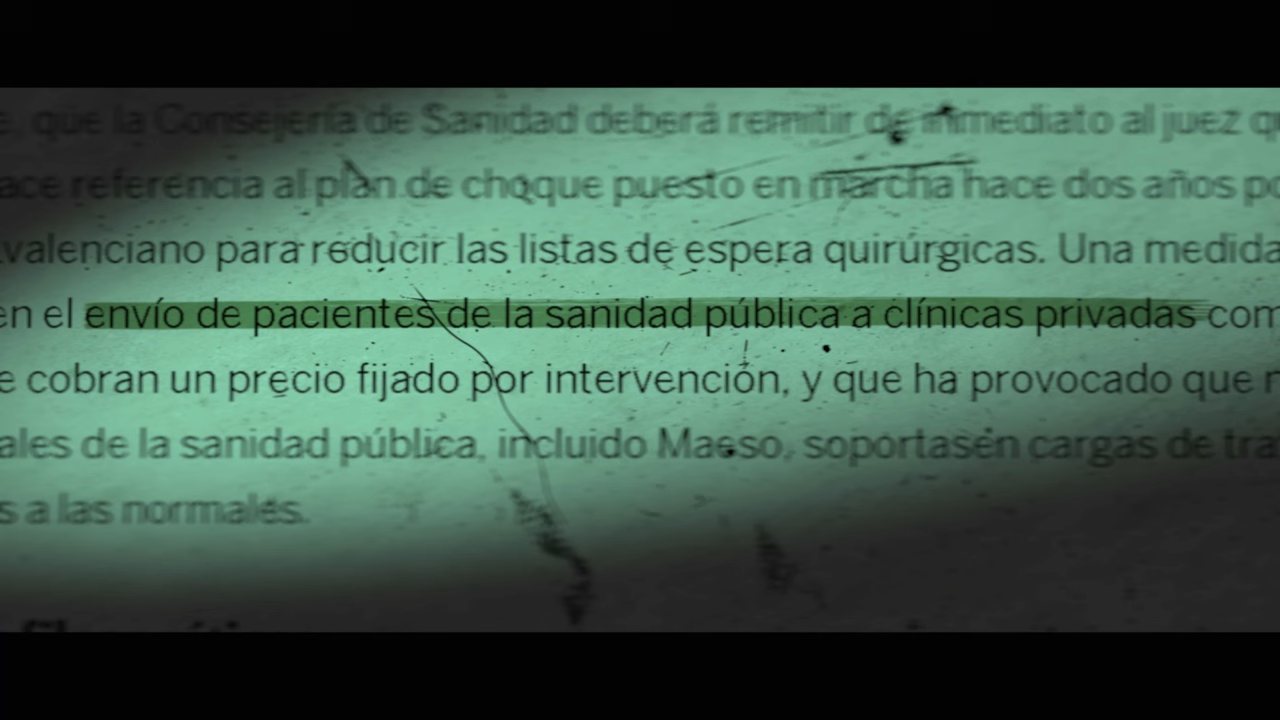 que la Consejería de Sanidad deberá remitir de inmediato al juez
referencia al plan de choque puesto en marcha hace dos años
valenciano para reducir las listas de espera quirúrgicas. Una medida
en el envío de pacientes de la sanidad pública a clínicas privadas com
e cobran un precio fijado por intervención, y que ha provocado que
ales de la sanidad pública, incluido Maeso, soportasen cargas de tra
s a las normales.